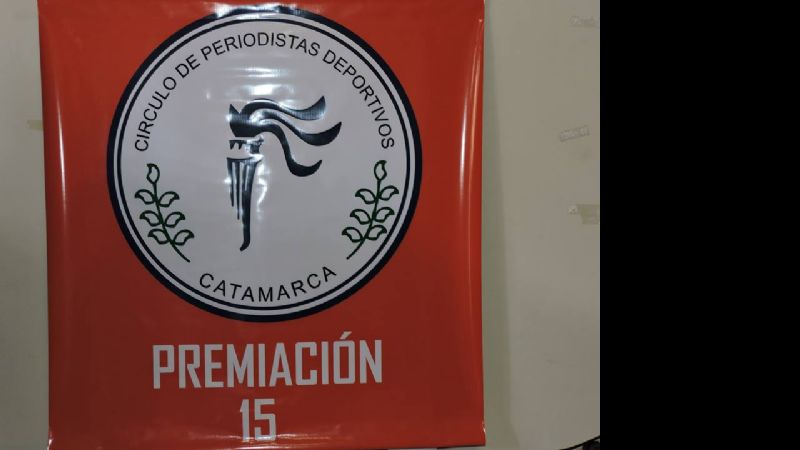 CIRCULO DE PERIODISTAS DEPORTIVOS
CATAMARCA
PREMIACIÓN
15